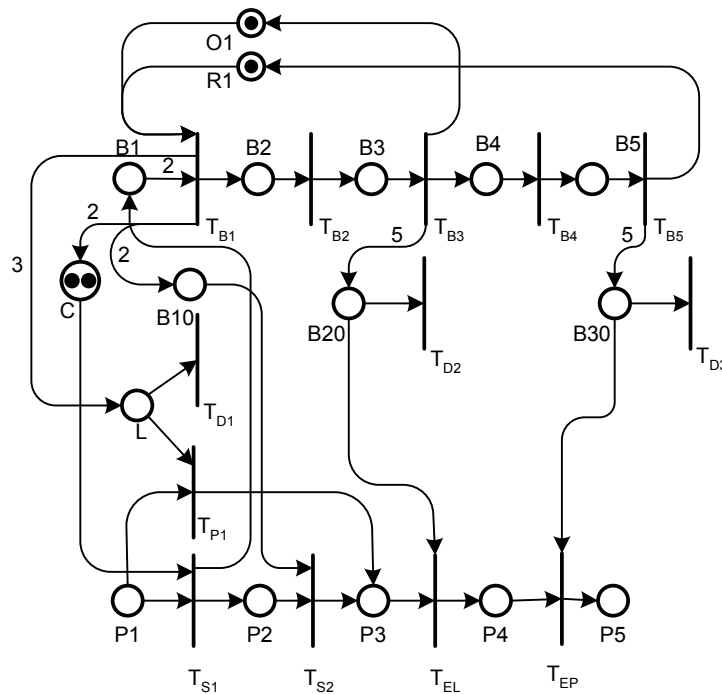 O1
R1
B1
2
B2
B3
B4
B5
T_B1
T_B2
T_B3
T_B4
T_B5
2
2
5
5
3
C
B10
B20
B30
T_D1
T_D2
T_D3
L
T_P1
P1
P2
P3
P4
P5
T_S1
T_S2
T_EL
T_EP